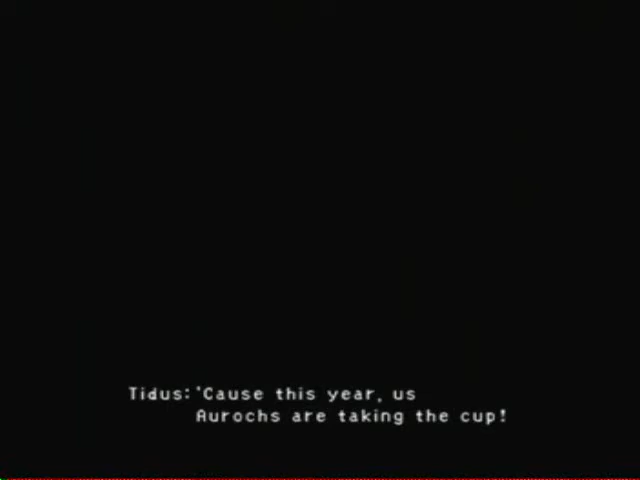 Tidus:'Cause this year, us
Aurochs are taking the cup!